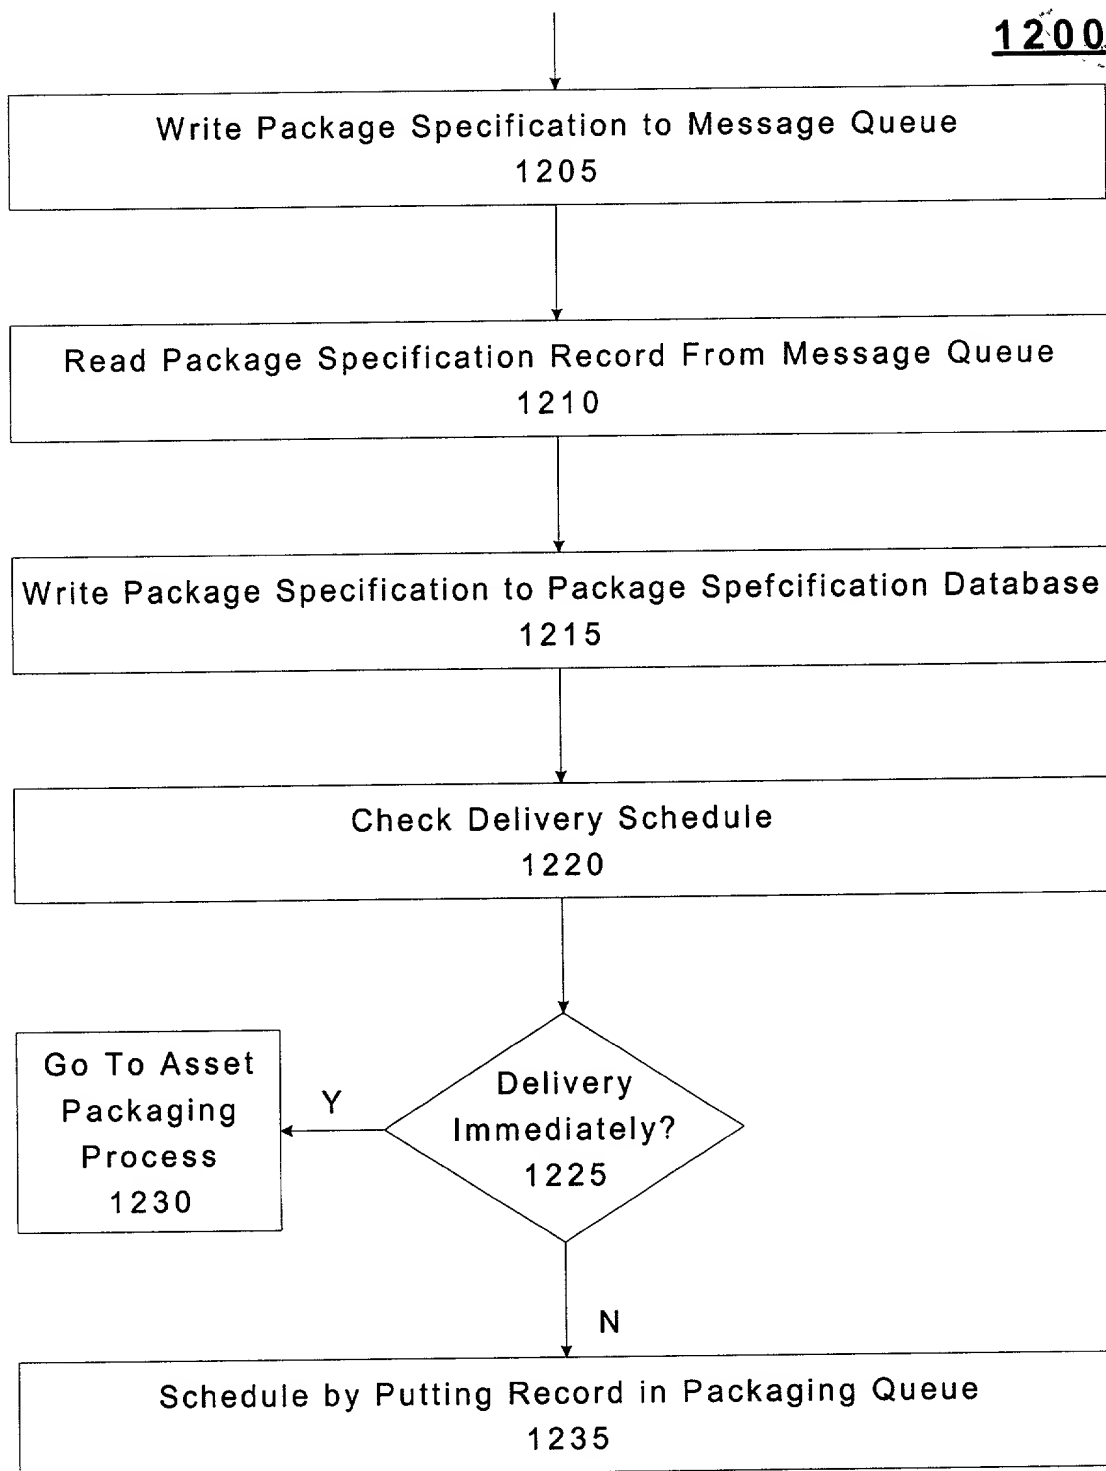 1200
Write Package Specification to Message Queue
1205
Read Package Specification Record From Message Queue
1210
Write Package Specification to Package Spefcification Database
1215
Check Delivery Schedule
1220
Delivery
Immediately?
1225
Y
Go To Asset
Packaging
Process
1230
N
Schedule by Putting Record in Packaging Queue
1235